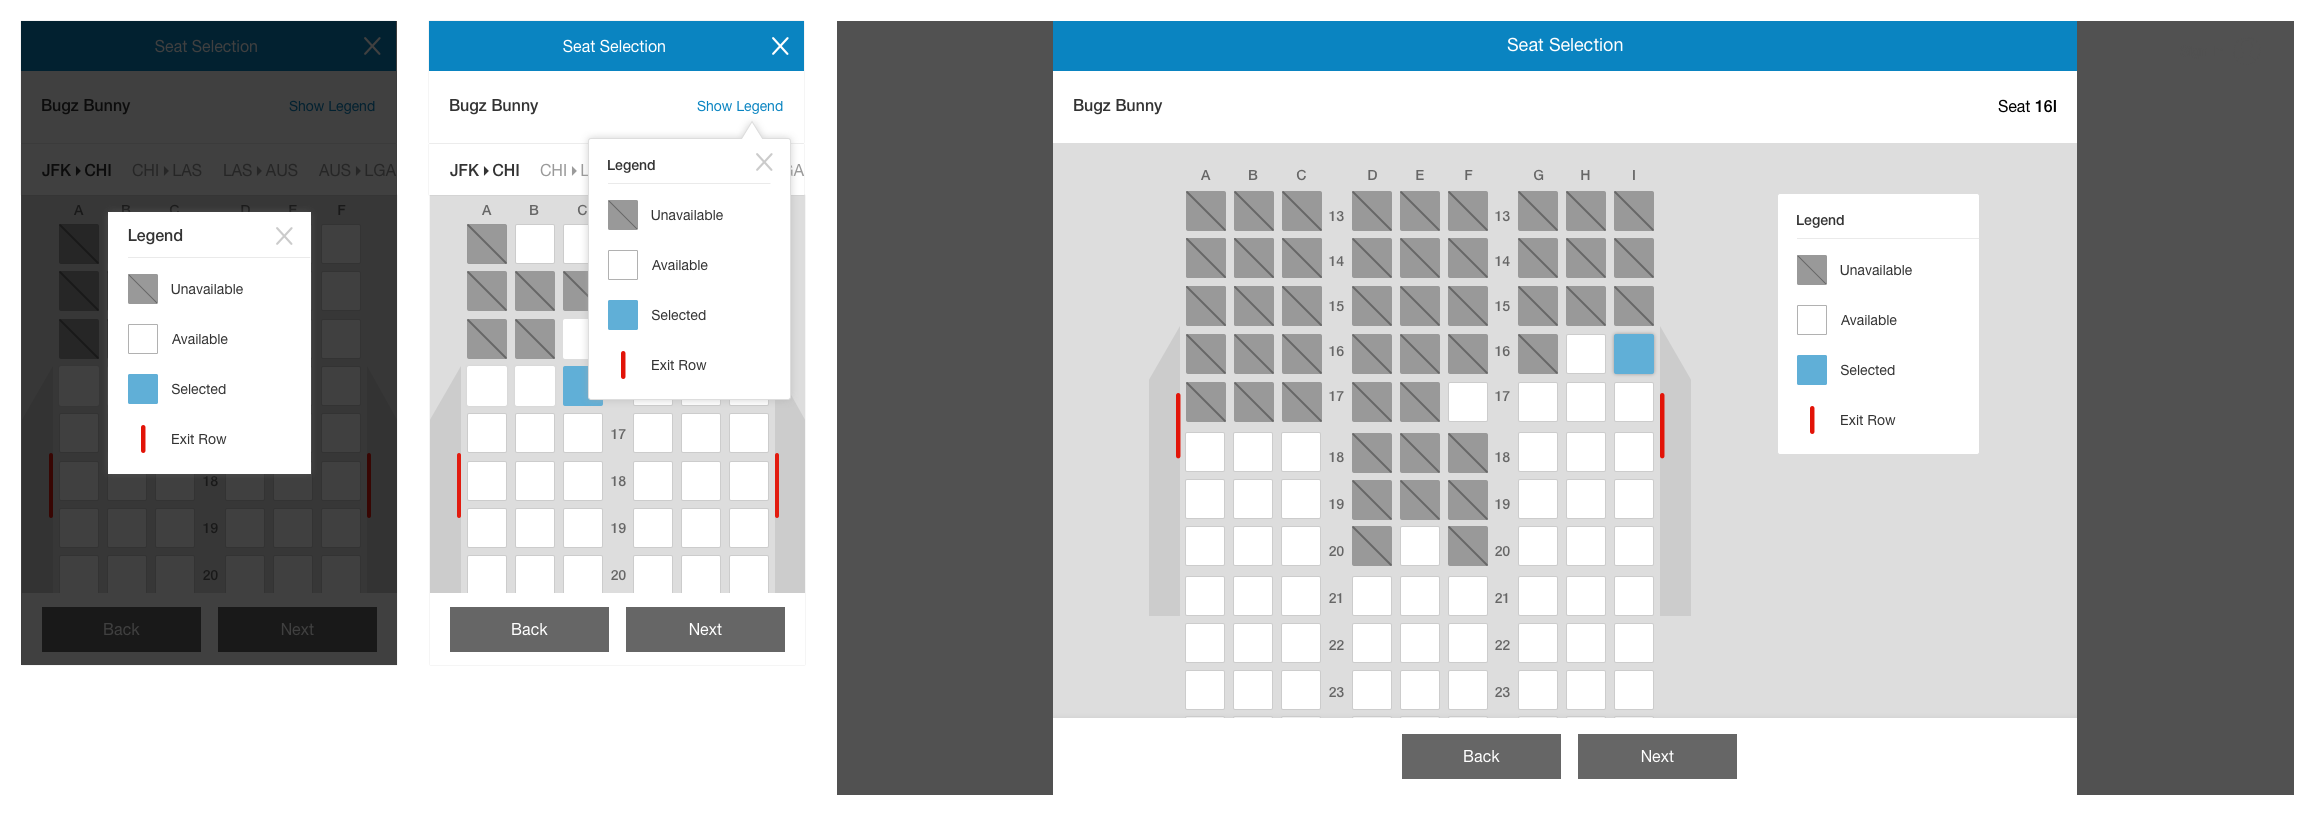 Seat Selection
Bugz Bunny
Show Legend
JFK CHI
CHI LAS
LAS AUS
AUS LGA
A B C D E F
Legend
Unavailable
Available
Selected
Exit Row
18
19
20
Back
Next
Seat Selection
Bugz Bunny
Show Legend
JFK CHI
CHI L
GA
A B C
Legend
Unavailable
Available
Selected
Exit Row
17
18
19
20
Back
Next
Seat Selection
Bugz Bunny
Seat 16I
A B C D E F G H I
13 13
14 14
15 15
16 16
17 17
18 18
19 19
20 20
21 21
22 22
23 23
Legend
Unavailable
Available
Selected
Exit Row
Back
Next